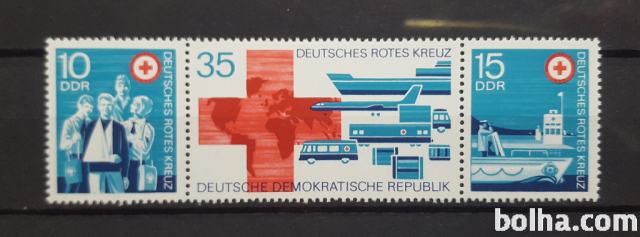 10
DDR
DEUTSCHES ROTES KREUZ
35
DEUTSCHES ROTES KREUZ
DEUTSCHE DEMOKRATISCHE REPUBLIK
15
DDR
DEUTSCHES ROTES KREUZ
bolha.com